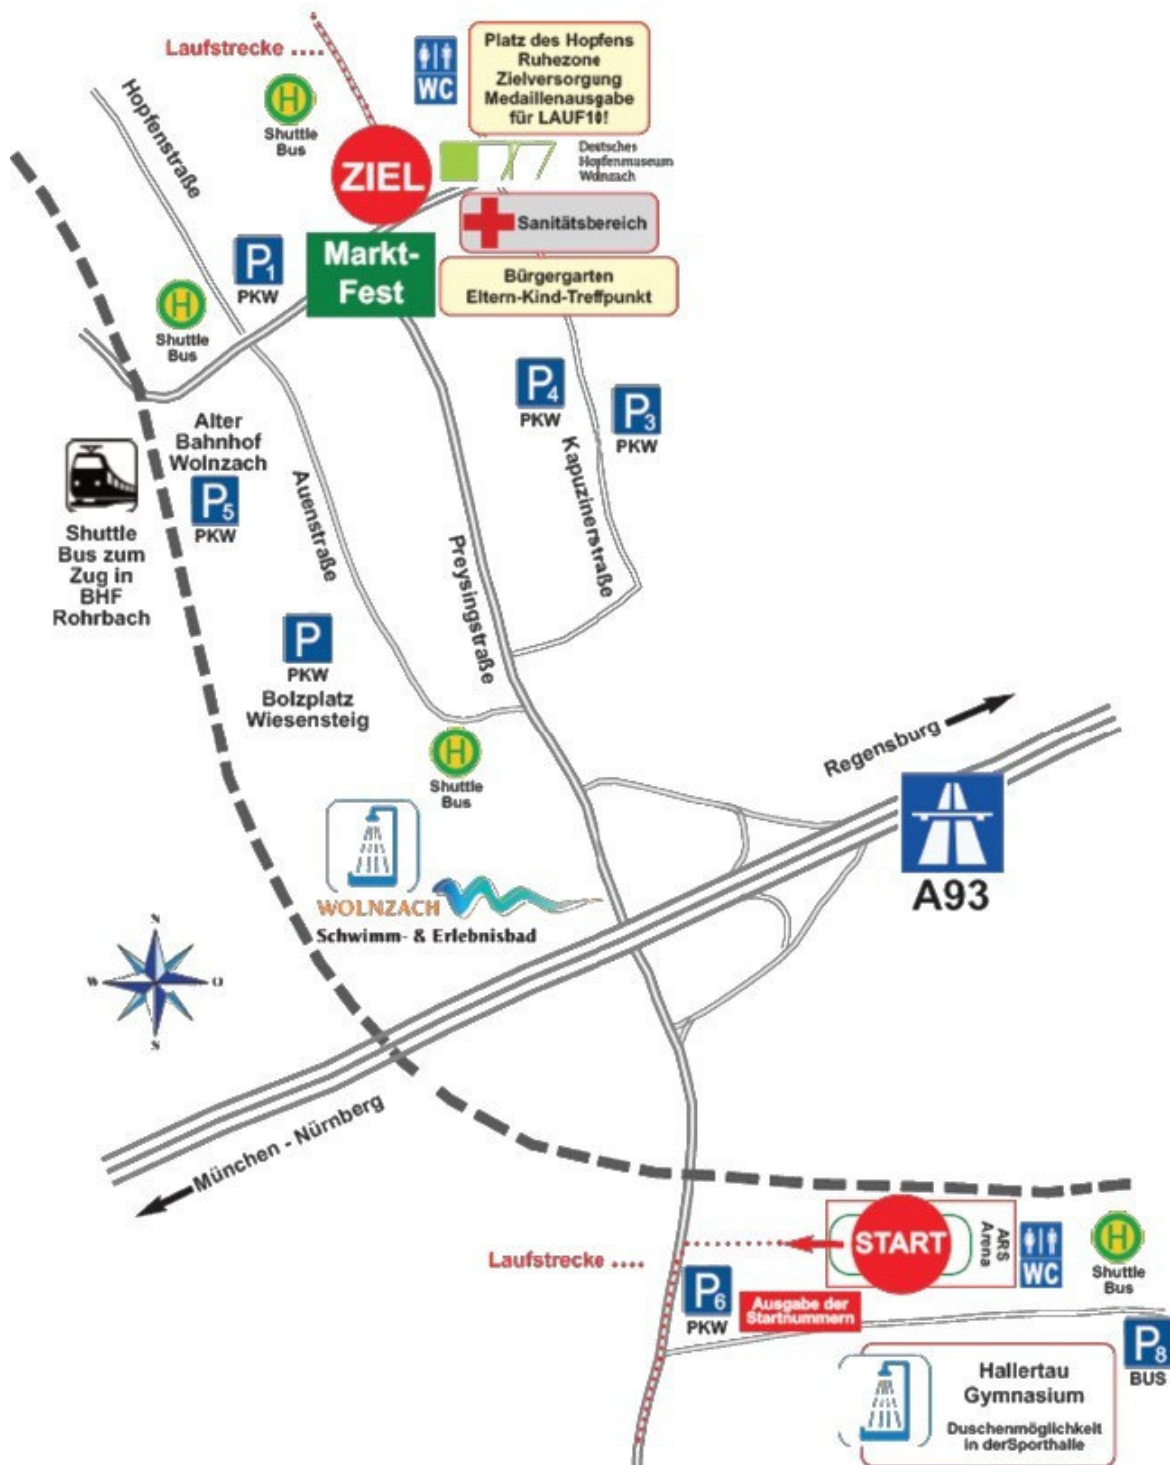 Laufstrecke ....
WC
Platz des Hopfens
Ruhezone
Zielversorgung
Medaillenausgabe
für LAUF10!
Hopfenstraße
H
Shuttle
Bus
ZIEL
Deutsches
Hopfenmuseum
Wolnzach
Sanitätsbereich
P1
PKW
Markt-
Fest
Bürgergarten
Eltern-Kind-Treffpunkt
H
Shuttle
Bus
P4
PKW
P3
PKW
Alter
Bahnhof
Wolnzach
P5
PKW
Shuttle
Bus zum
Zug in
BHF
Rohrbach
Auenstraße
Preysingstraße
Kapuzinerstraße
P
PKW
Bolzplatz
Wiesensteig
H
Shuttle
Bus
Regensburg
A93
WOLNZACH
Schwimm- & Erlebnisbad
N
W
O
S
München - Nürnberg
Laufstrecke ....
START
ARS
Arena
WC
H
Shuttle
Bus
P6
PKW
Ausgabe der
Startnummern
P8
BUS
Hallertau
Gymnasium
Duschenmöglichkeit
in derSporthalle